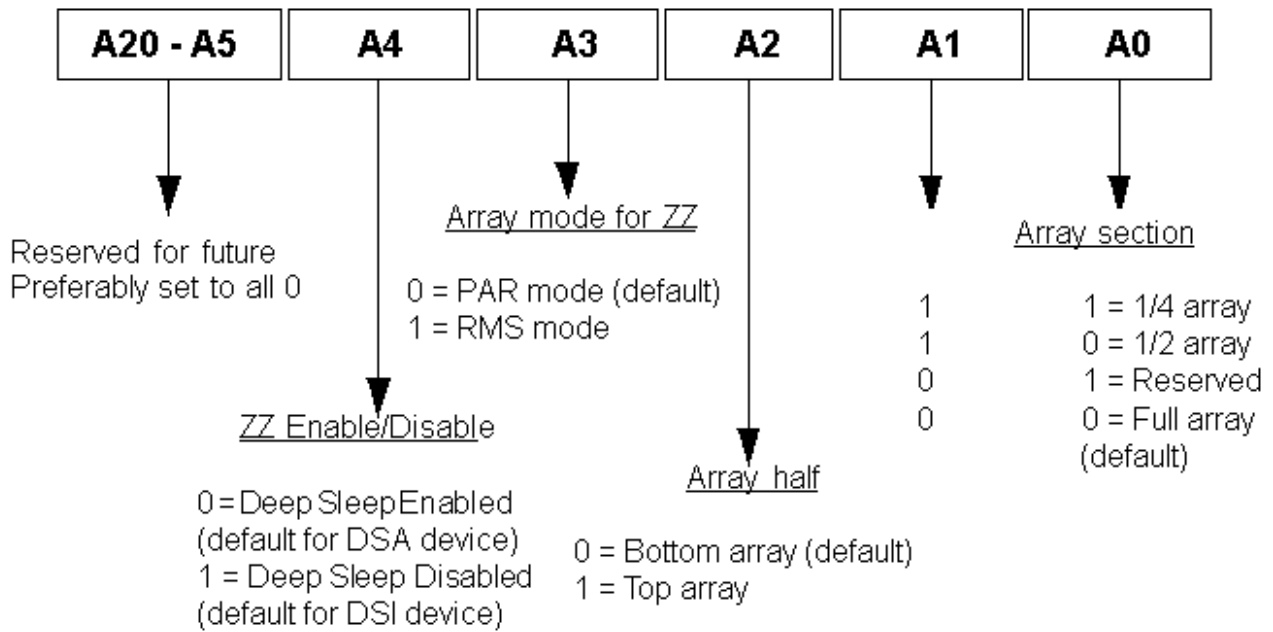 A20 - A5 A4 A3 A2 A1 A0
Reserved for future
Preferably set to all 0
Array mode for ZZ
0 = PAR mode (default)
1 = RMS mode
Array section
1 1 = 1/4 array
1 0 = 1/2 array
0 1 = Reserved
0 0 = Full array
(default)
ZZ Enable/Disable
0 = Deep Sleep Enabled
(default for DSA device)
1 = Deep Sleep Disabled
(default for DSI device)
Array half
0 = Bottom array (default)
1 = Top array